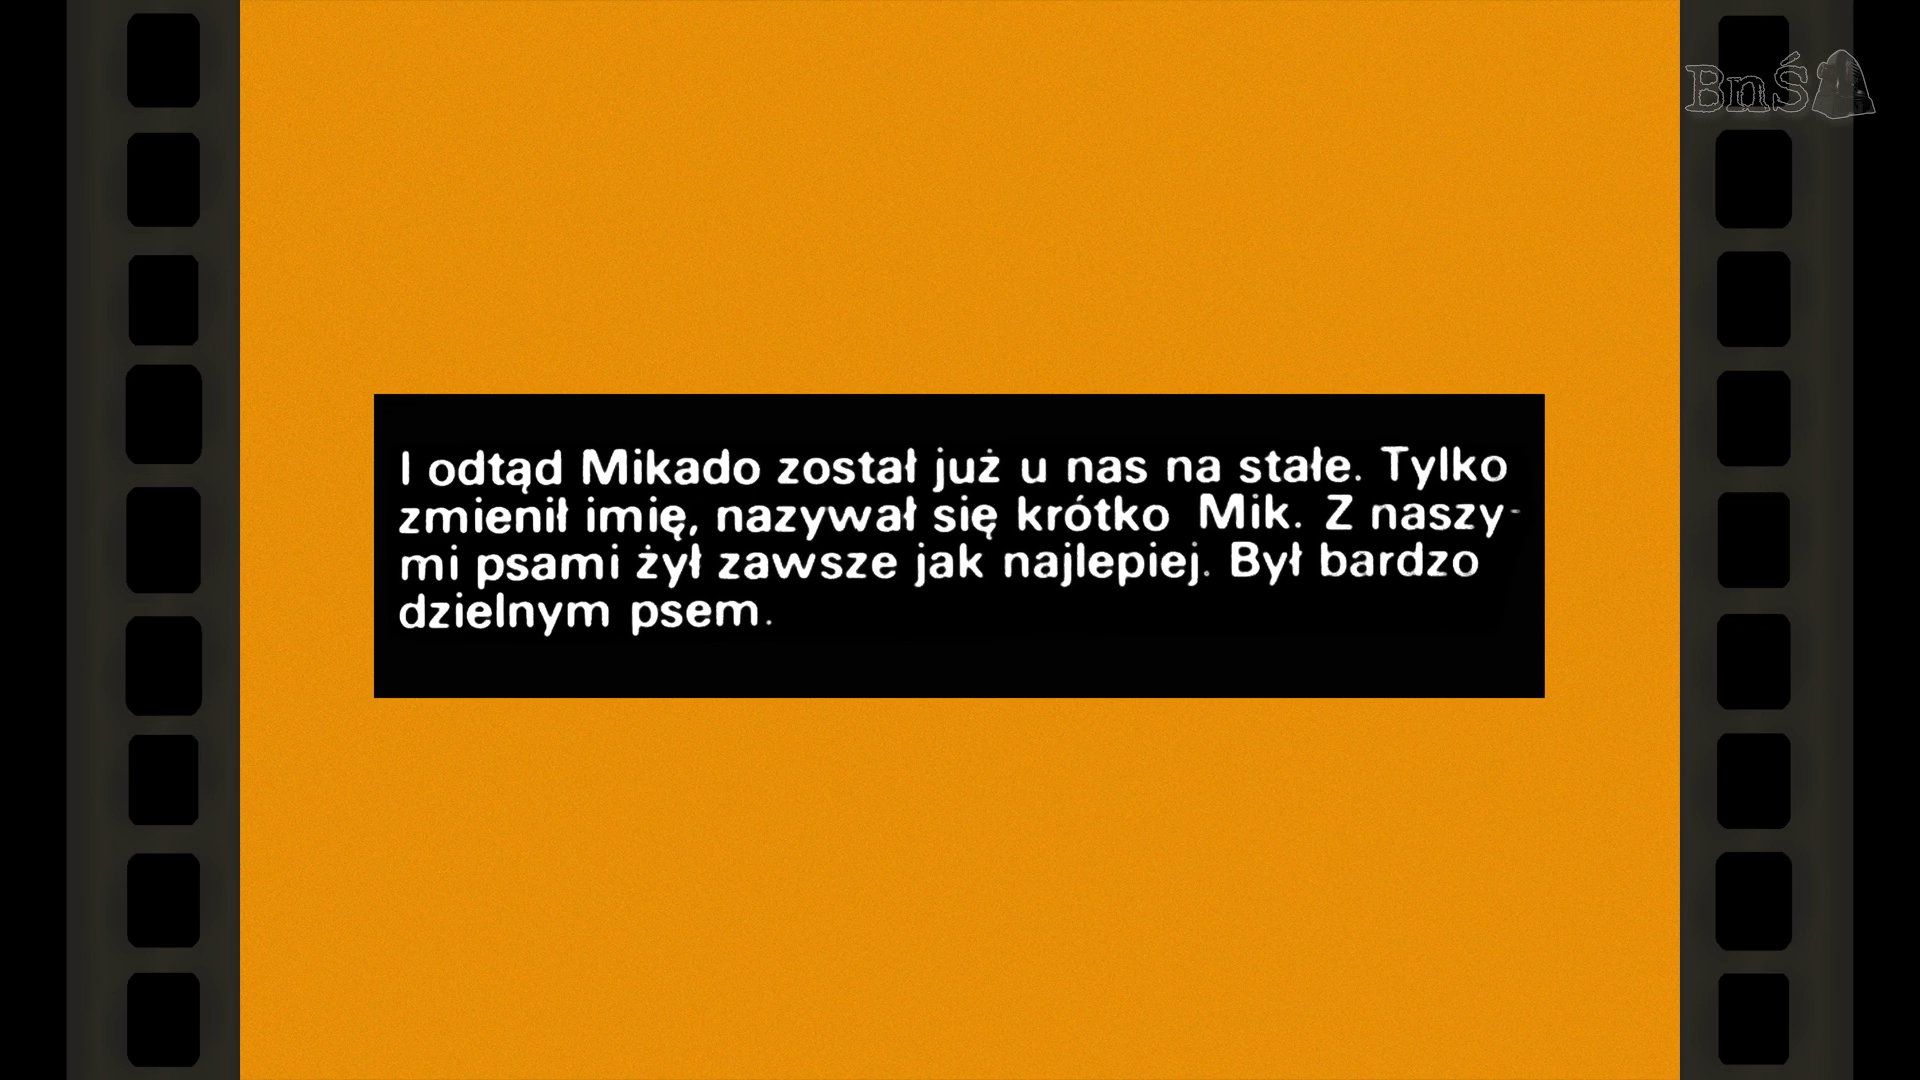 BnŚ
I odtąd Mikado został już u nas na stałe. Tylko
zmienił imię, nazywał się krótko Mik. Z naszy-
mi psami żył zawsze jak najlepiej. Był bardzo
dzielnym psem.